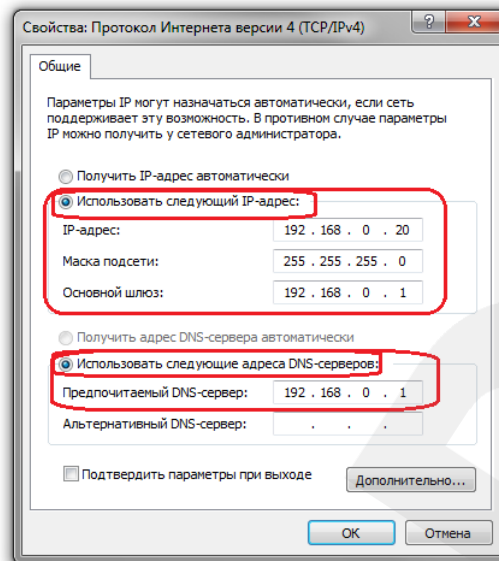 Свойства: Протокол Интернета версии 4 (TCP/IPv4)
Общие
Параметры IP могут назначаться автоматически, если сеть
поддерживает эту возможность. В противном случае параметры
IP можно получить у сетевого администратора.
Получить IP-адрес автоматически
Использовать следующий IP-адрес:
IP-адрес: 192 . 168 . 0 . 20
Маска подсети: 255 . 255 . 255 . 0
Основной шлюз: 192 . 168 . 0 . 1
Получить адрес DNS-сервера автоматически
Использовать следующие адреса DNS-серверов:
Предпочитаемый DNS-сервер: 192 . 168 . 0 . 1
Альтернативный DNS-сервер: . . .
Подтвердить параметры при выходе
Дополнительно...
ОК Отмена